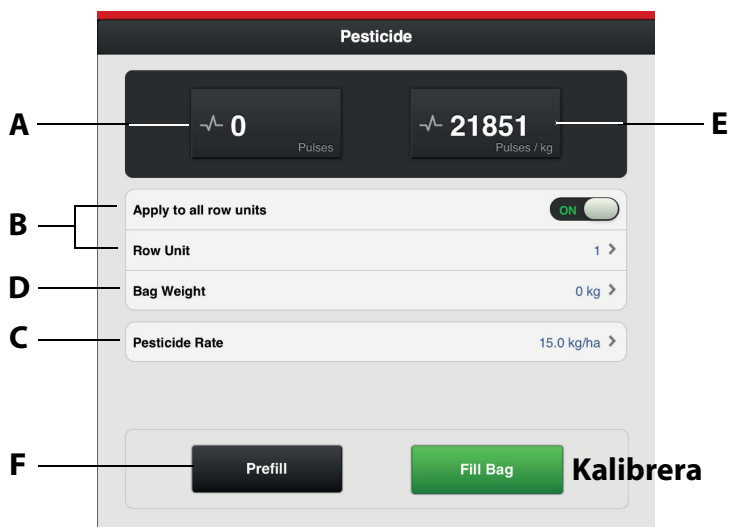 Pesticide
A
0
Pulses
21851
Pulses / kg
E
B
Apply to all row units
ON
Row Unit
1
D
Bag Weight
0 kg
C
Pesticide Rate
15.0 kg/ha
F
Prefill
Fill Bag
Kalibrera